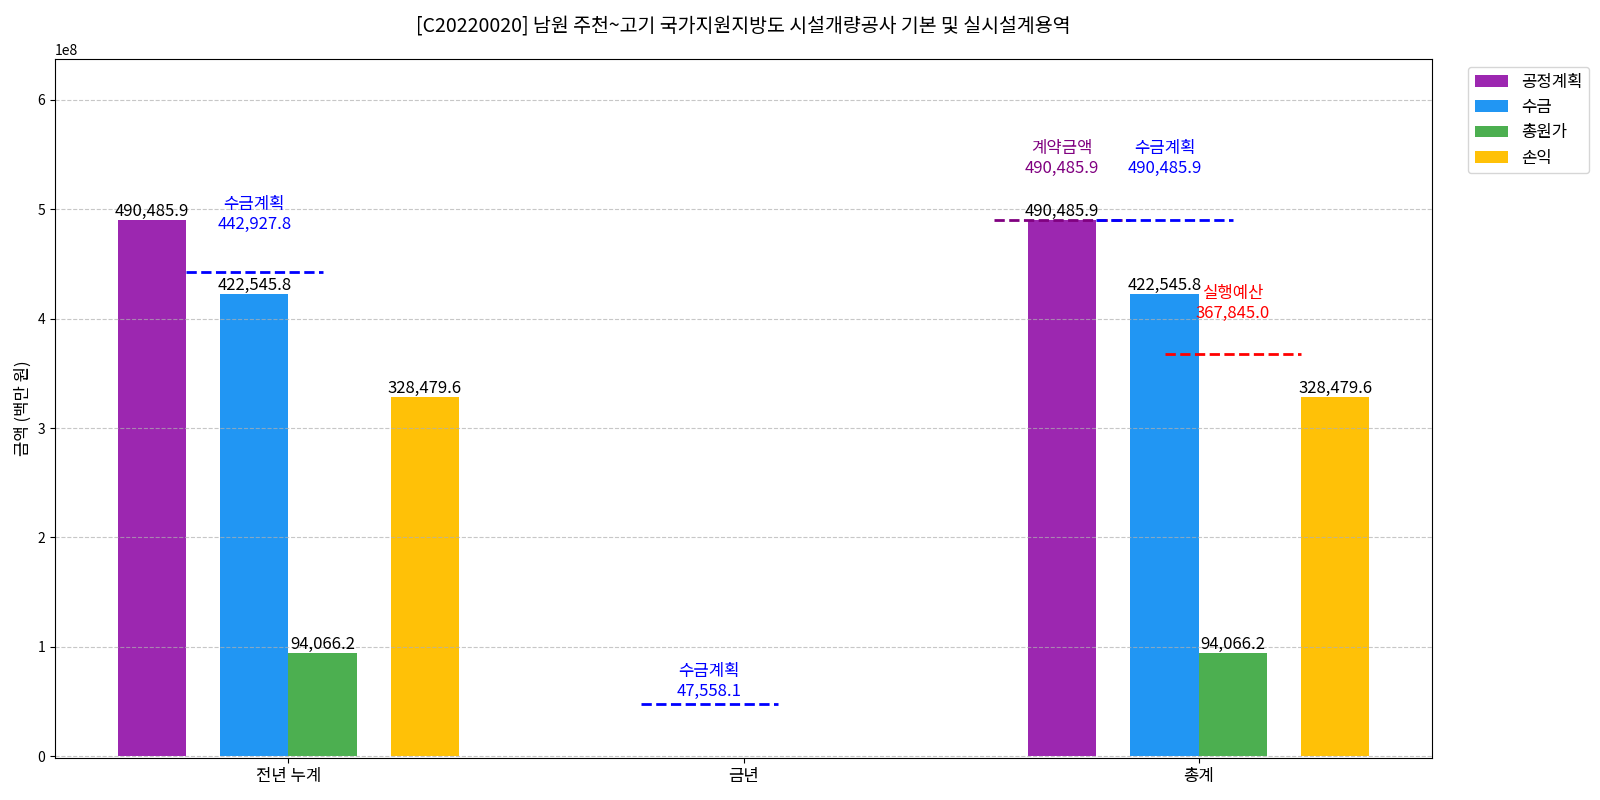 [C20220020] 남원 주천~고기 국가지원지방도 시설개량공사 기본 및 실시설계용역
1e8
금액 (백만 원)
6
5
4
3
2
1
0
490,485.9
수금계획
442,927.8
422,545.8
94,066.2
328,479.6
수금계획
47,558.1
계약금액
490,485.9
수금계획
490,485.9
490,485.9
422,545.8
실행예산
367,845.0
94,066.2
328,479.6
전년 누계
금년
총계
공정계획
수금
총원가
손익